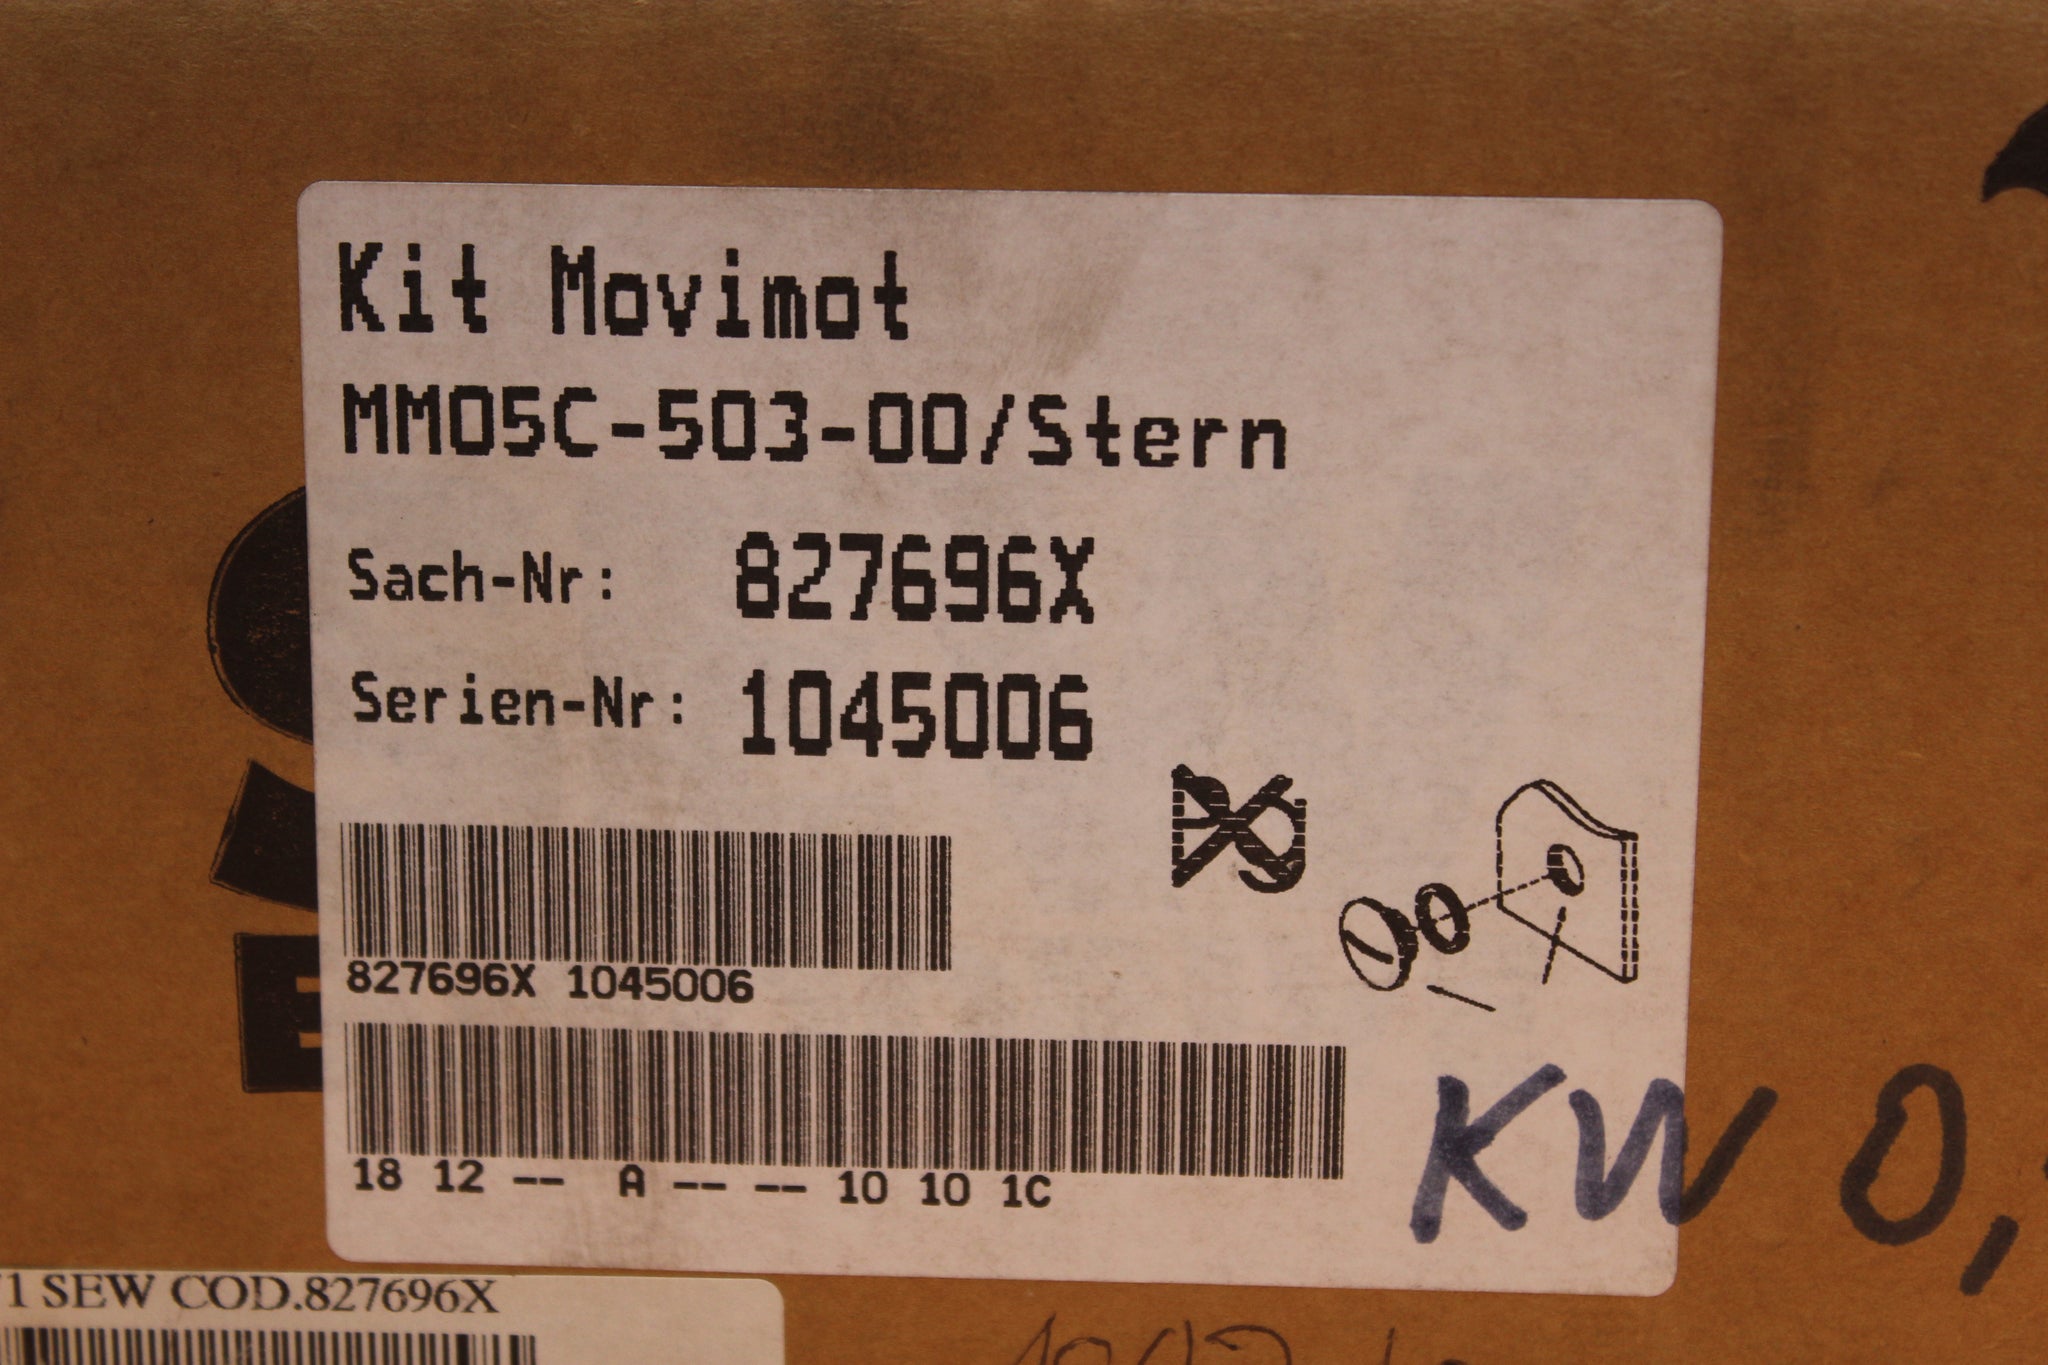 Kit Movimot
MM05C-503-00/Stern
Sach-Nr: 827696X
Serien-Nr: 1045006
827696X 1045006
18 12 -- A -- -- 10 10 1C
KW 0,
1 SEW COD.827696X